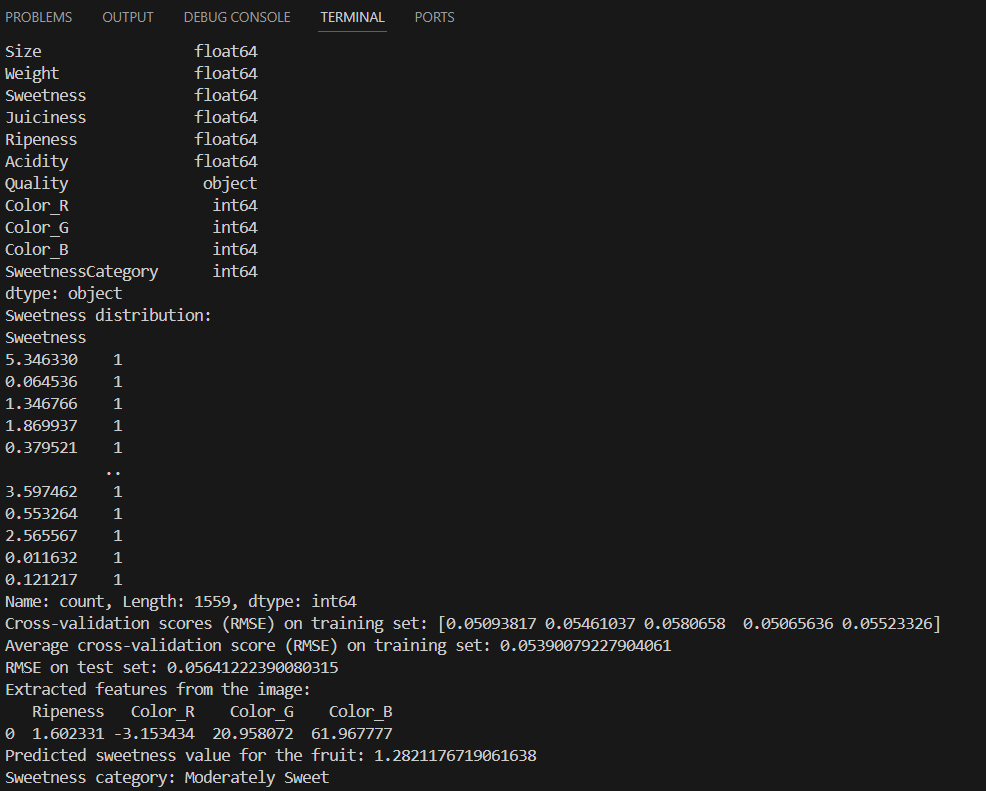 PROBLEMS OUTPUT DEBUG CONSOLE TERMINAL PORTS
Size float64
Weight float64
Sweetness float64
Juiciness float64
Ripeness float64
Acidity float64
Quality object
Color_R int64
Color_G int64
Color_B int64
SweetnessCategory int64
dtype: object
Sweetness distribution:
Sweetness
5.346330 1
0.064536 1
1.346766 1
1.869937 1
0.379521 1
..
3.597462 1
0.553264 1
2.565567 1
0.011632 1
0.121217 1
Name: count, Length: 1559, dtype: int64
Cross-validation scores (RMSE) on training set: [0.05093817 0.05461037 0.0580658 0.05065636 0.05523326]
Average cross-validation score (RMSE) on training set: 0.05390079227904061
RMSE on test set: 0.05641222390080315
Extracted features from the image:
Ripeness Color_R Color_G Color_B
0 1.602331 -3.153434 20.958072 61.967777
Predicted sweetness value for the fruit: 1.2821176719061638
Sweetness category: Moderately Sweet